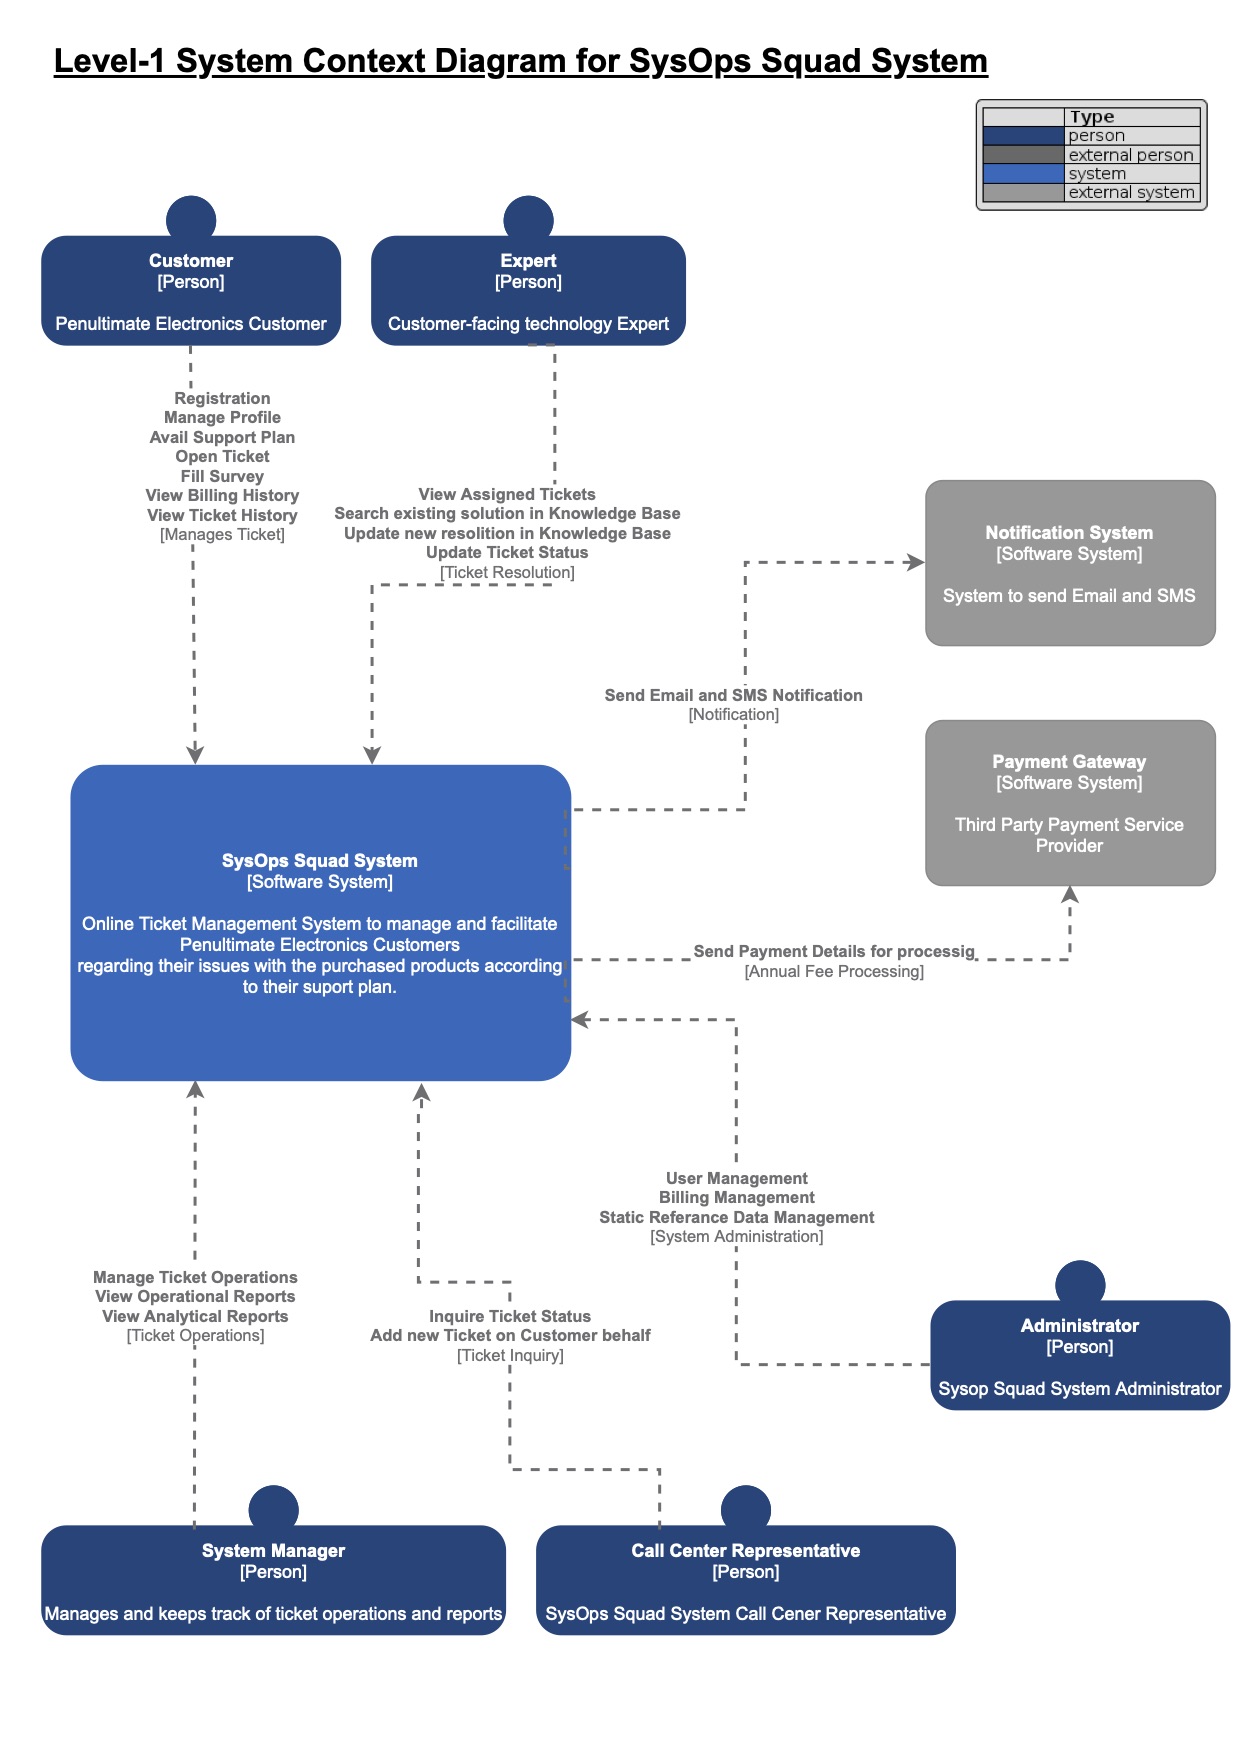 Level-1 System Context Diagram for SysOps Squad System
Type
person
external person
system
external system
Customer
[Person]
Penultimate Electronics Customer
Expert
[Person]
Customer-facing technology Expert
Registration
Manage Profile
Avail Support Plan
Open Ticket
Fill Survey
View Billing History
View Ticket History
[Manages Ticket]
View Assigned Tickets
Search existing solution in Knowledge Base
Update new resolition in Knowledge Base
Update Ticket Status
[Ticket Resolution]
Notification System
[Software System]
System to send Email and SMS
Send Email and SMS Notification
[Notification]
Payment Gateway
[Software System]
Third Party Payment Service
Provider
SysOps Squad System
[Software System]
Online Ticket Management System to manage and facilitate
Penultimate Electronics Customers
regarding their issues with the purchased products according
to their suport plan.
Send Payment Details for processig
[Annual Fee Processing]
User Management
Billing Management
Static Referance Data Management
[System Administration]
Manage Ticket Operations
View Operational Reports
View Analytical Reports
[Ticket Operations]
Inquire Ticket Status
Add new Ticket on Customer behalf
[Ticket Inquiry]
Administrator
[Person]
Sysop Squad System Administrator
System Manager
[Person]
Manages and keeps track of ticket operations and reports
Call Center Representative
[Person]
SysOps Squad System Call Cener Representative